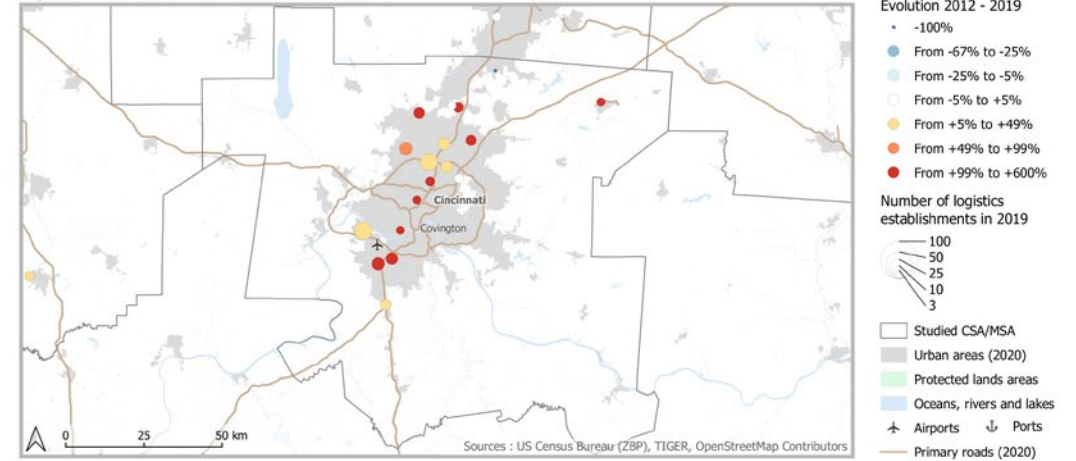 Evolution 2012 - 2019
-100%
From -67% to -25%
From -25% to -5%
From -5% to +5%
From +5% to +49%
From +49% to +99%
From +99% to +600%
Number of logistics
establishments in 2019
100
50
25
10
3
Studied CSA/MSA
Urban areas (2020)
Protected lands areas
Oceans, rivers and lakes
Airports
Ports
Primary roads (2020)
Cincinnati
Covington
0 25 50 km
Sources : US Census Bureau (ZBP), TIGER, OpenStreetMap Contributors